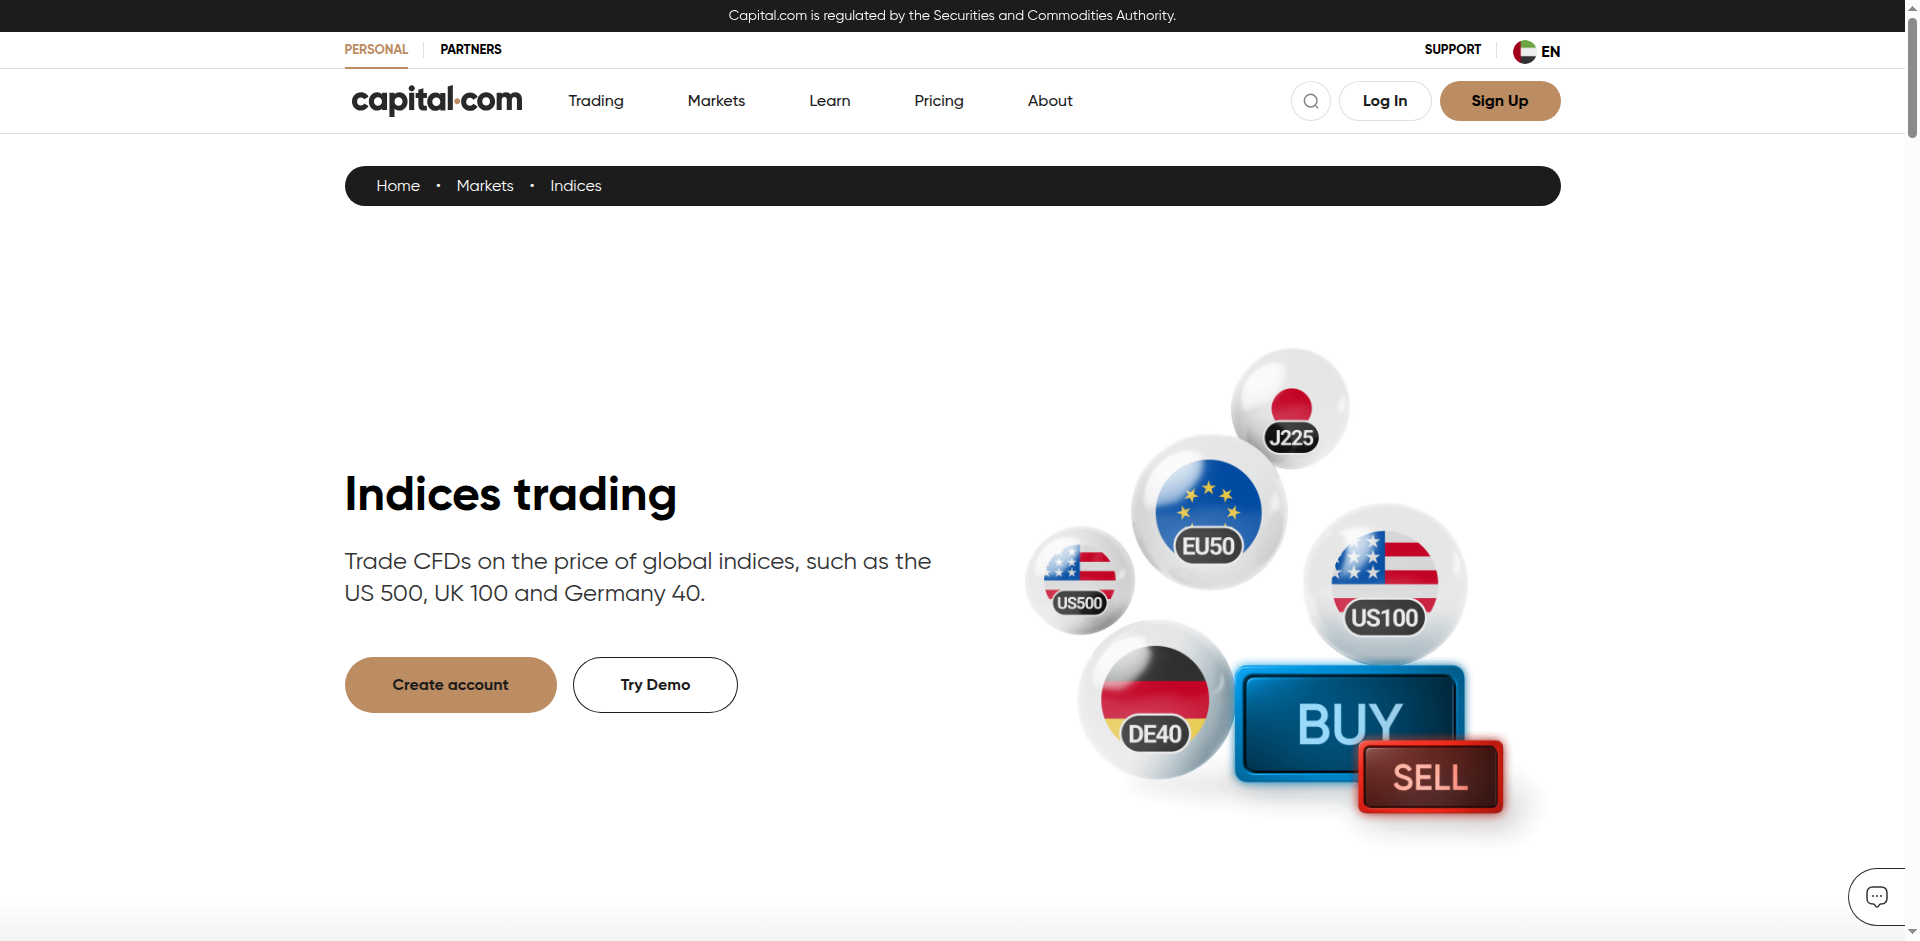 Capital.com is regulated by the Securities and Commodities Authority.
PERSONAL PARTNERS SUPPORT EN
capital.com Trading Markets Learn Pricing About Log In Sign Up
Home • Markets • Indices
J225
EU50
US500
US100
Indices trading
Trade CFDs on the price of global indices, such as the
US 500, UK 100 and Germany 40.
Create account Try Demo
DE40
BUY
SELL